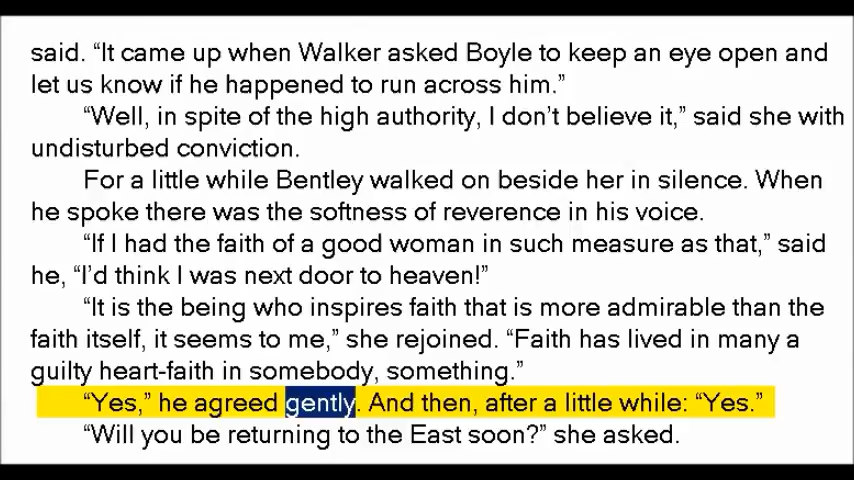 said. “It came up when Walker asked Boyle to keep an eye open and
let us know if he happened to run across him.”
“Well, in spite of the high authority, I don’t believe it,” said she with
undisturbed conviction.
For a little while Bentley walked on beside her in silence. When
he spoke there was the softness of reverence in his voice.
“If I had the faith of a good woman in such measure as that,” said
he, “I’d think I was next door to heaven!”
“It is the being who inspires faith that is more admirable than the
faith itself, it seems to me,” she rejoined. “Faith has lived in many a
guilty heart-faith in somebody, something.”
“Yes,” he agreed gently. And then, after a little while: “Yes.”
“Will you be returning to the East soon?” she asked.